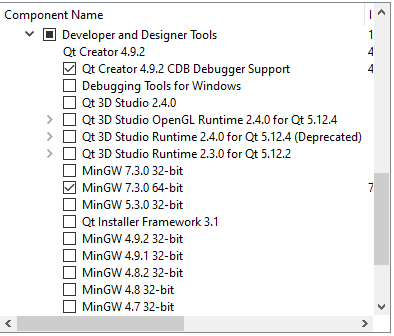 Component Name
Developer and Designer Tools 1
Qt Creator 4.9.2 4
Qt Creator 4.9.2 CDB Debugger Support 4
Debugging Tools for Windows
Qt 3D Studio 2.4.0
Qt 3D Studio OpenGL Runtime 2.4.0 for Qt 5.12.4
Qt 3D Studio Runtime 2.4.0 for Qt 5.12.4 (Deprecated)
Qt 3D Studio Runtime 2.3.0 for Qt 5.12.2
MinGW 7.3.0 32-bit
MinGW 7.3.0 64-bit 7
MinGW 5.3.0 32-bit
Qt Installer Framework 3.1
MinGW 4.9.2 32-bit
MinGW 4.9.1 32-bit
MinGW 4.8.2 32-bit
MinGW 4.8 32-bit
MinGW 4.7 32-bit